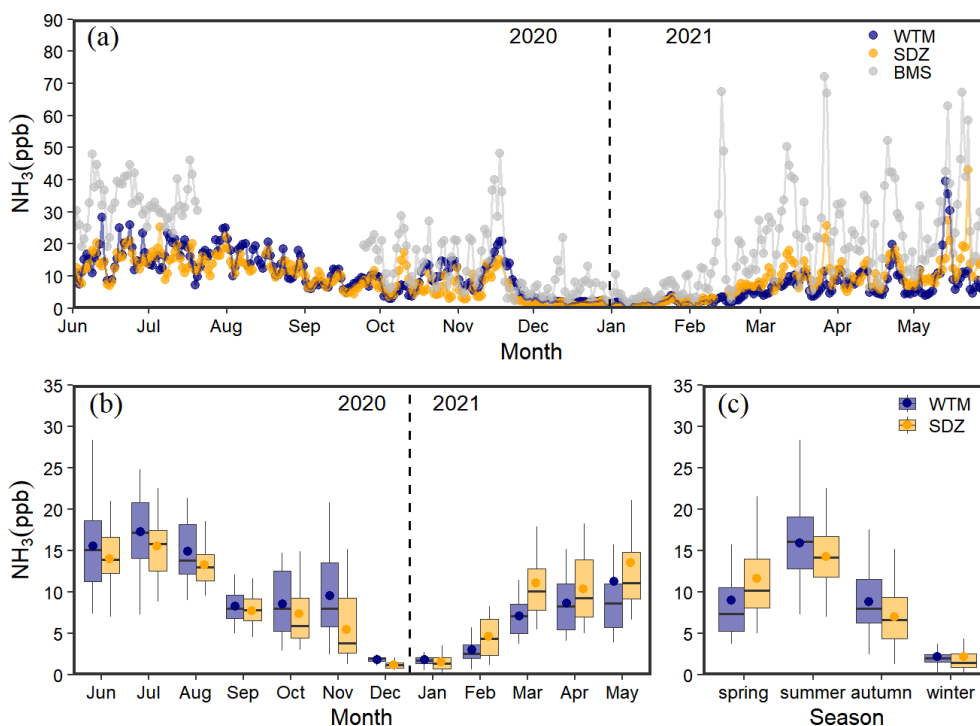 (a)
2020
2021
WTM
SDZ
BMS
NH3(ppb)
90
80
70
60
50
40
30
20
10
0
Jun Jul Aug Sep Oct Nov Dec Jan Feb Mar Apr May
Month
(b)
2020
2021
NH3(ppb)
35
30
25
20
15
10
5
0
Jun Jul Aug Sep Oct Nov Dec Jan Feb Mar Apr May
Month
(c)
WTM
SDZ
35
30
25
20
15
10
5
0
spring summer autumn winter
Season